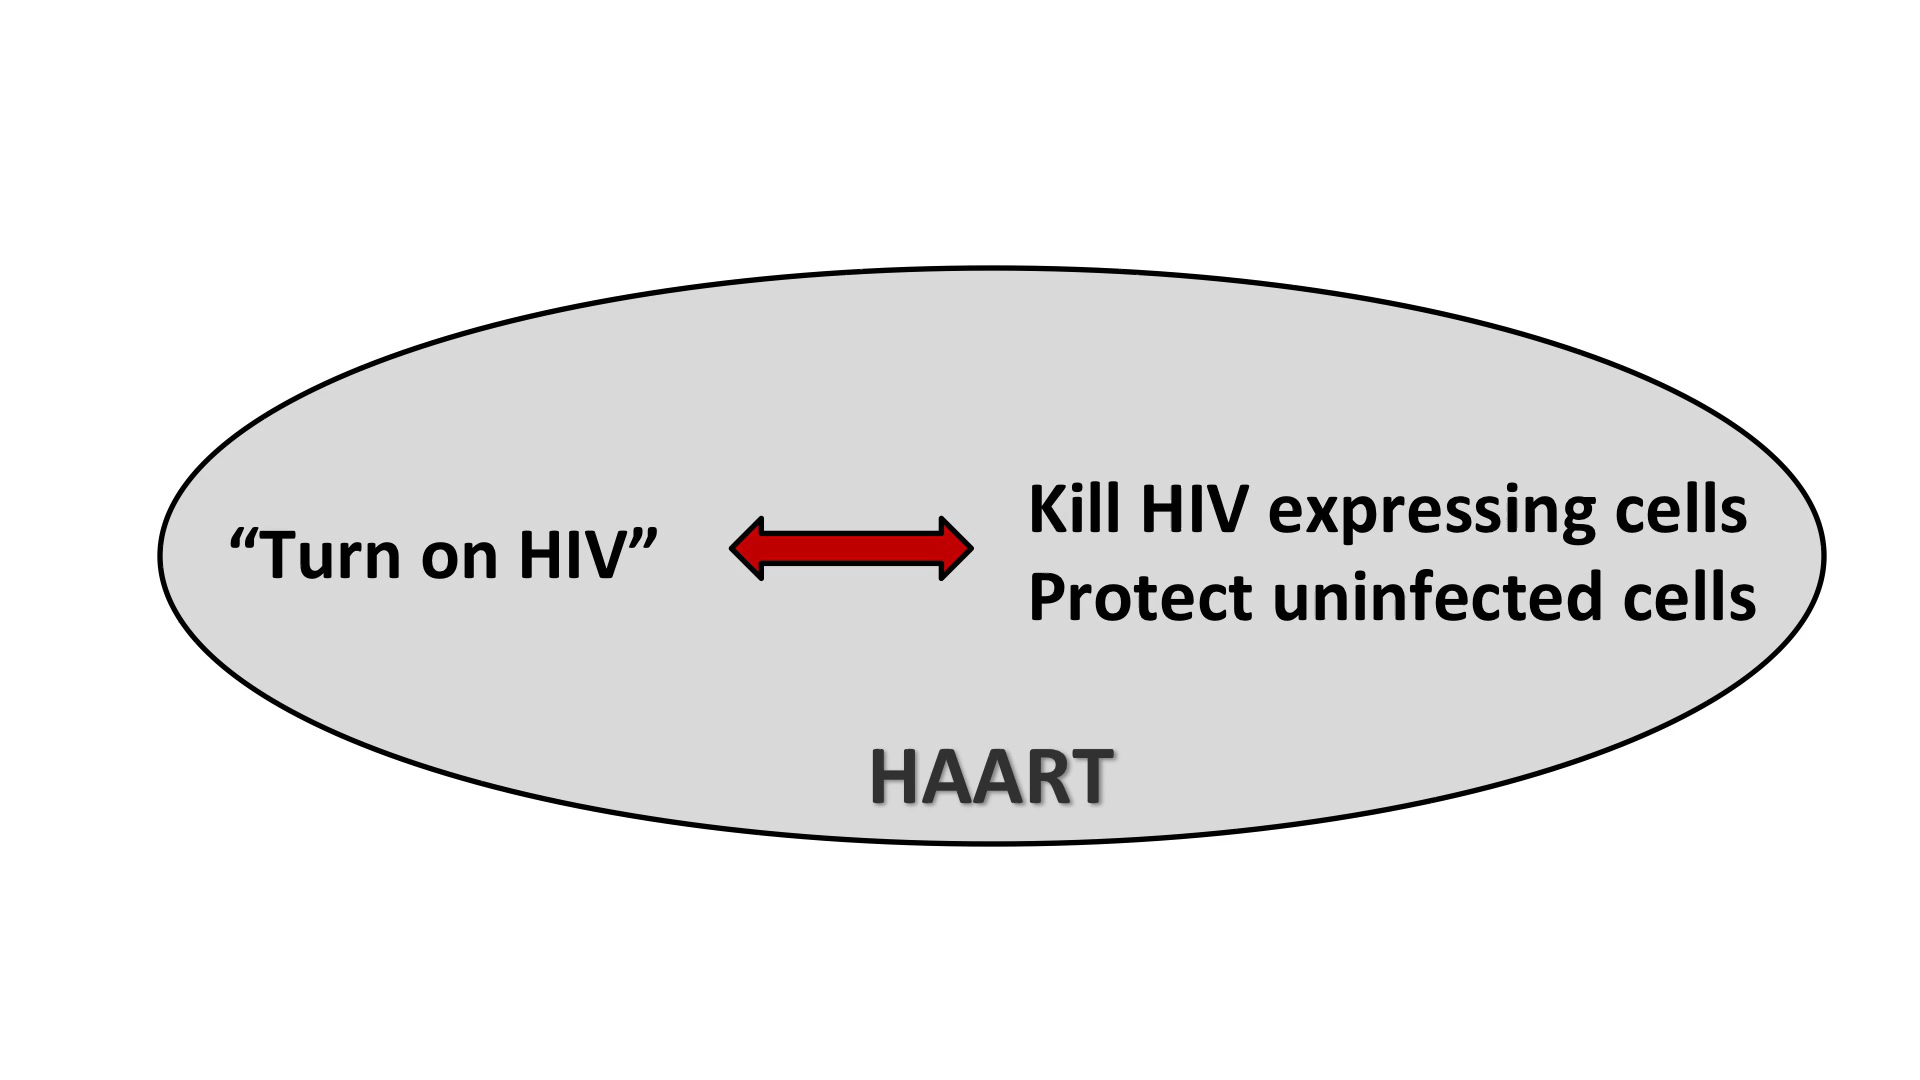 “Turn on HIV”
Kill HIV expressing cells
Protect uninfected cells
HAART